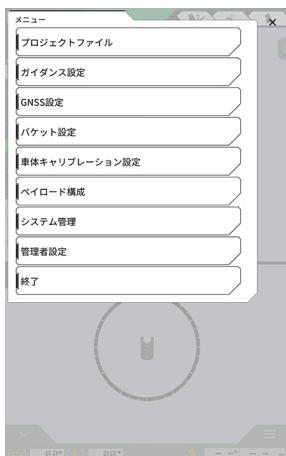 メニュー
プロジェクトファイル
ガイダンス設定
GNSS設定
バケット設定
車体キャリブレーション設定
ペイロード構成
システム管理
管理者設定
終了